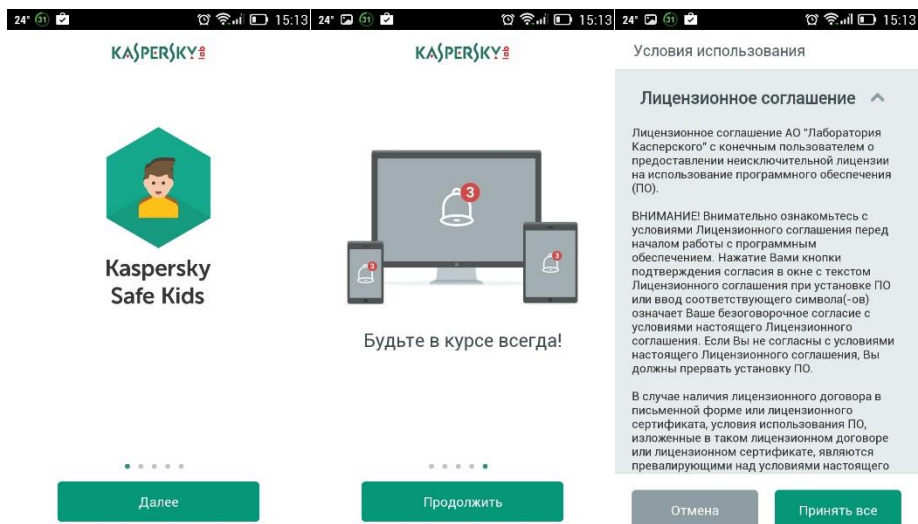 24° 31 15:13
KASPERSKY lab
Kaspersky
Safe Kids
Далее
24° 31 15:13
KASPERSKY lab
3
3
3
Будьте в курсе всегда!
Продолжить
24° 31 15:13
Условия использования
Лицензионное соглашение
Лицензионное соглашение АО "Лаборатория
Касперского" с конечным пользователем о
предоставлении неисключительной лицензии
на использование программного обеспечения
(ПО).
ВНИМАНИЕ! Внимательно ознакомьтесь с
условиями Лицензионного соглашения перед
началом работы с программным
обеспечением. Нажатие Вами кнопки
подтверждения согласия в окне с текстом
Лицензионного соглашения при установке ПО
или ввод соответствующего символа(-ов)
означает Ваше безоговорочное согласие с
условиями настоящего Лицензионного
соглашения. Если Вы не согласны с условиями
настоящего Лицензионного соглашения, Вы
должны прервать установку ПО.
В случае наличия лицензионного договора в
письменной форме или лицензионного
сертификата, условия использования ПО,
изложенные в таком лицензионном договоре
или лицензионном сертификате, являются
превалирующими над условиями настоящего
Отмена
Принять все